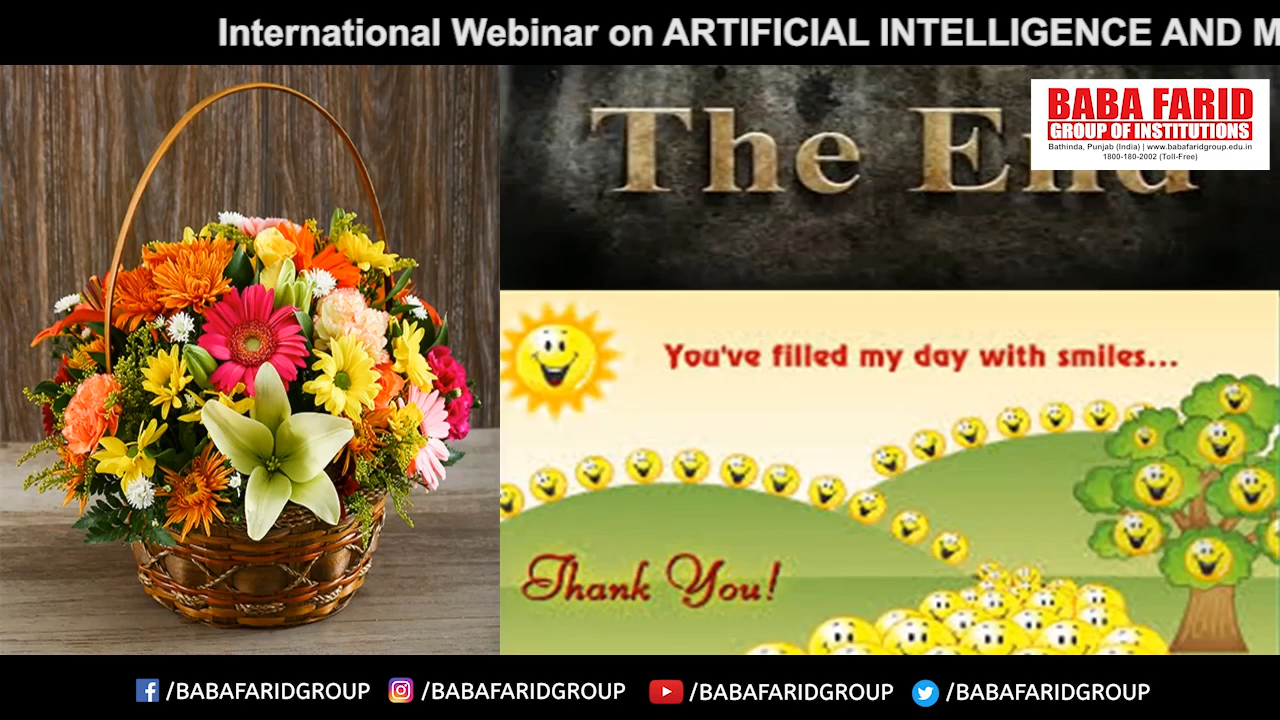 International Webinar on ARTIFICIAL INTELLIGENCE AND M
The End
BABA FARID
GROUP OF INSTITUTIONS
Bathinda, Punjab (India) | www.babafaridgroup.edu.in
1800-180-2002 (Toll-Free)
You've filled my day with smiles...
Thank You!
/BABAFARIDGROUP /BABAFARIDGROUP /BABAFARIDGROUP /BABAFARIDGROUP